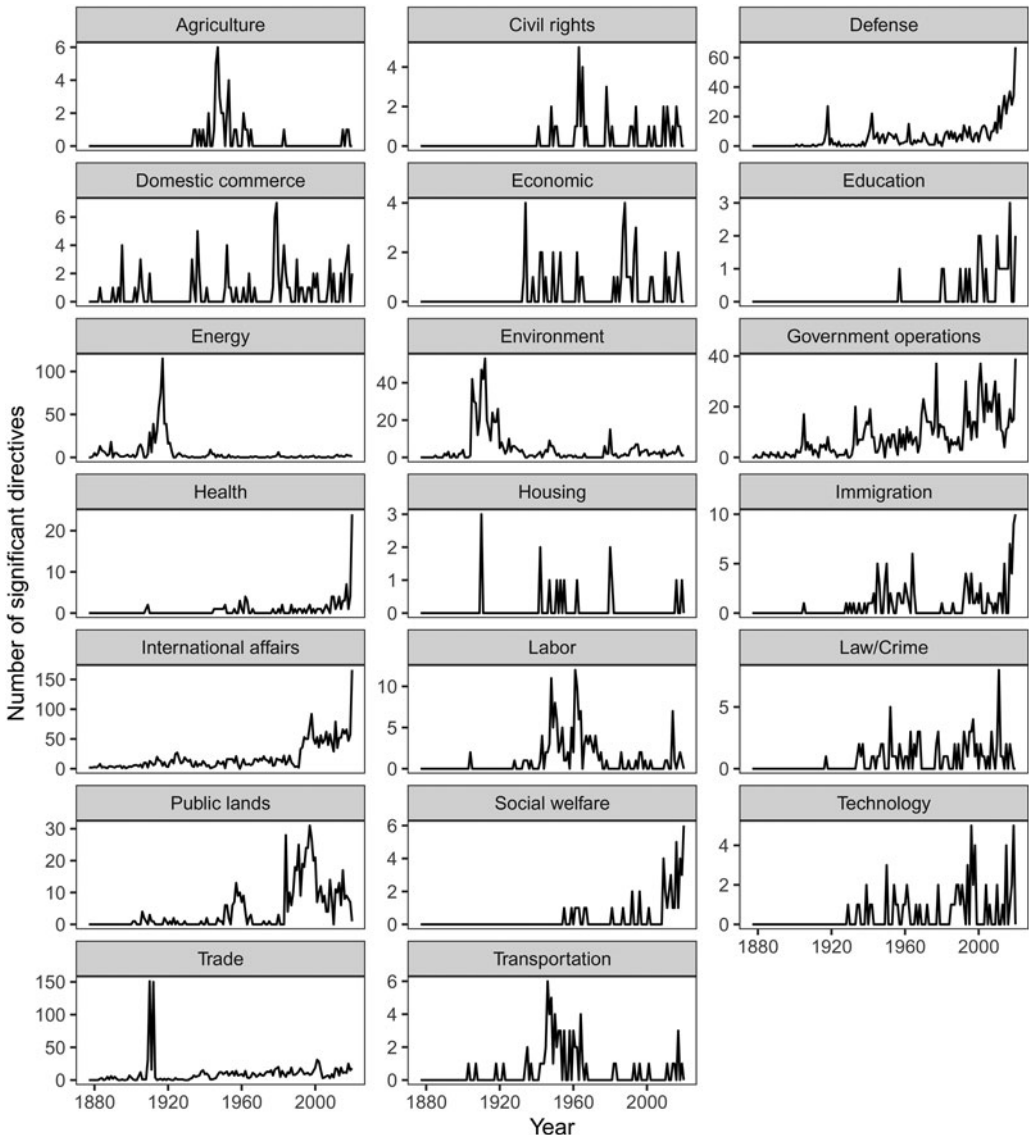 Agriculture
Civil rights
Defense
6
4
2
0
4
2
0
60
40
20
0
Domestic commerce
Economic
Education
6
4
2
0
4
3
2
1
0
3
2
1
0
Energy
Environment
Government operations
100
50
0
40
20
0
40
20
0
Health
Housing
Immigration
20
10
0
3
2
1
0
10
5
0
International affairs
Labor
Law/Crime
150
100
50
0
10
5
0
5
0
Public lands
Social welfare
Technology
30
20
10
0
6
4
2
0
4
2
0
1880 1920 1960 2000
Trade
Transportation
150
100
50
0
6
4
2
0
1880 1920 1960 2000
1880 1920 1960 2000
Number of significant directives
Year